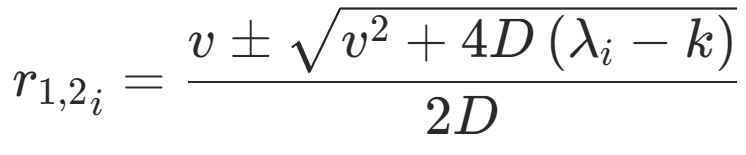 r_{1,2_i} = \frac{v \pm \sqrt{v^2 + 4D(\lambda_i - k)}}{2D}